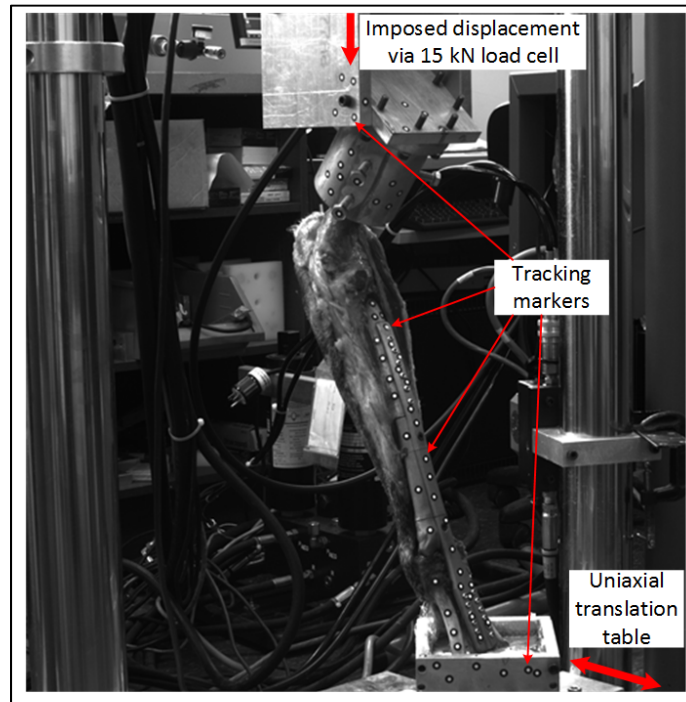 Imposed displacement
via 15 kN load cell
Tracking
markers
Uniaxial
translation
table